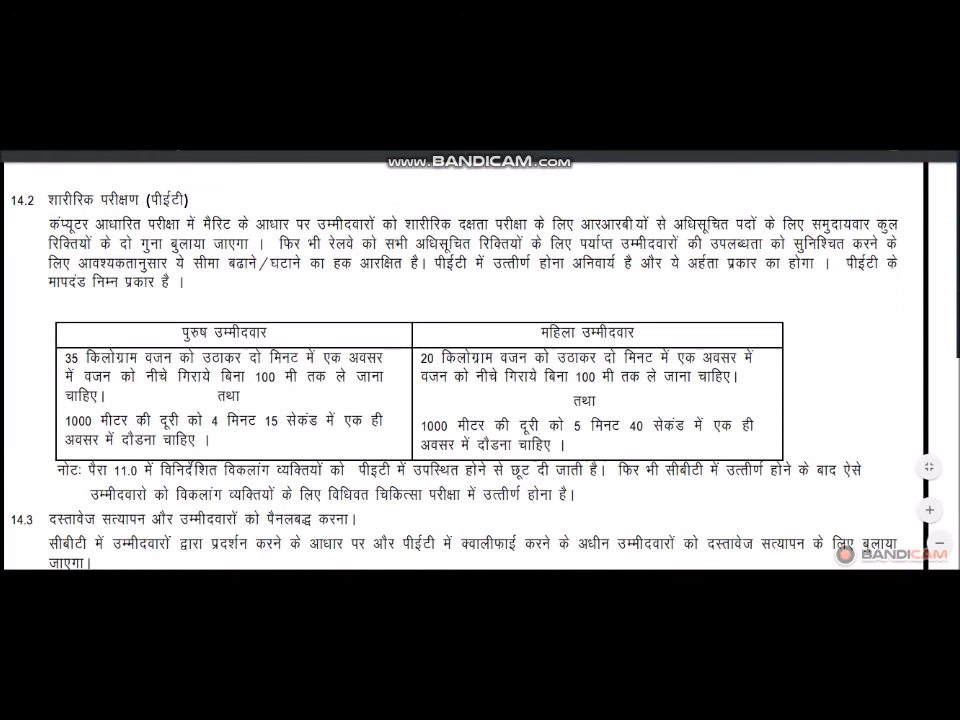 www.BANDICAM.com
14.2 शारीरिक परीक्षण (पीईटी)
कंप्यूटर आधारित परीक्षा में मैरिट के आधार पर उम्मीदवारों को शारीरिक दक्षता परीक्षा के लिए आरआरबीयों से अधिसूचित पदों के लिए समुदायवार कुल
रिक्तियों के दो गुना बुलाया जाएगा । फिर भी रेलवे को सभी अधिसूचित रिक्तियों के लिए पर्याप्त उम्मीदवारों की उपलब्धता को सुनिश्चित करने के
लिए आवश्यकतानुसार ये सीमा बढाने/घटाने का हक आरक्षित है। पीईटी में उत्तीर्ण होना अनिवार्य है और ये अर्हता प्रकार का होगा । पीईटी के
मापदंड निम्न प्रकार है ।
पुरुष उम्मीदवार
35 किलोग्राम वजन को उठाकर दो मिनट में एक अवसर
में वजन को नीचे गिराये बिना 100 मी तक ले जाना
चाहिए। तथा
1000 मीटर की दूरी को 4 मिनट 15 सेकंड में एक ही
अवसर में दौडना चाहिए ।
महिला उम्मीदवार
20 किलोग्राम वजन को उठाकर दो मिनट में एक अवसर में
वजन को नीचे गिराये बिना 100 मी तक ले जाना चाहिए।
तथा
1000 मीटर की दूरी को 5 मिनट 40 सेकंड में एक ही
अवसर में दौडना चाहिए ।
नोटः पैरा 11.0 में विनिर्देशित विकलांग व्यक्तियों को पीइटी में उपस्थित होने से छूट दी जाती है। फिर भी सीबीटी में उत्तीर्ण होने के बाद ऐसे
उम्मीदवारो को विकलांग व्यक्तियों के लिए विधिवत चिकित्सा परीक्षा में उत्तीर्ण होना है।
14.3 दस्तावेज सत्यापन और उम्मीदवारों को पैनलबद्ध करना।
सीबीटी में उम्मीदवारों द्वारा प्रदर्शन करने के आधार पर और पीईटी में क्वालीफाई करने के अधीन उम्मीदवारों को दस्तावेज सत्यापन के लिए बुलाया
जाएगा।
BANDICAM